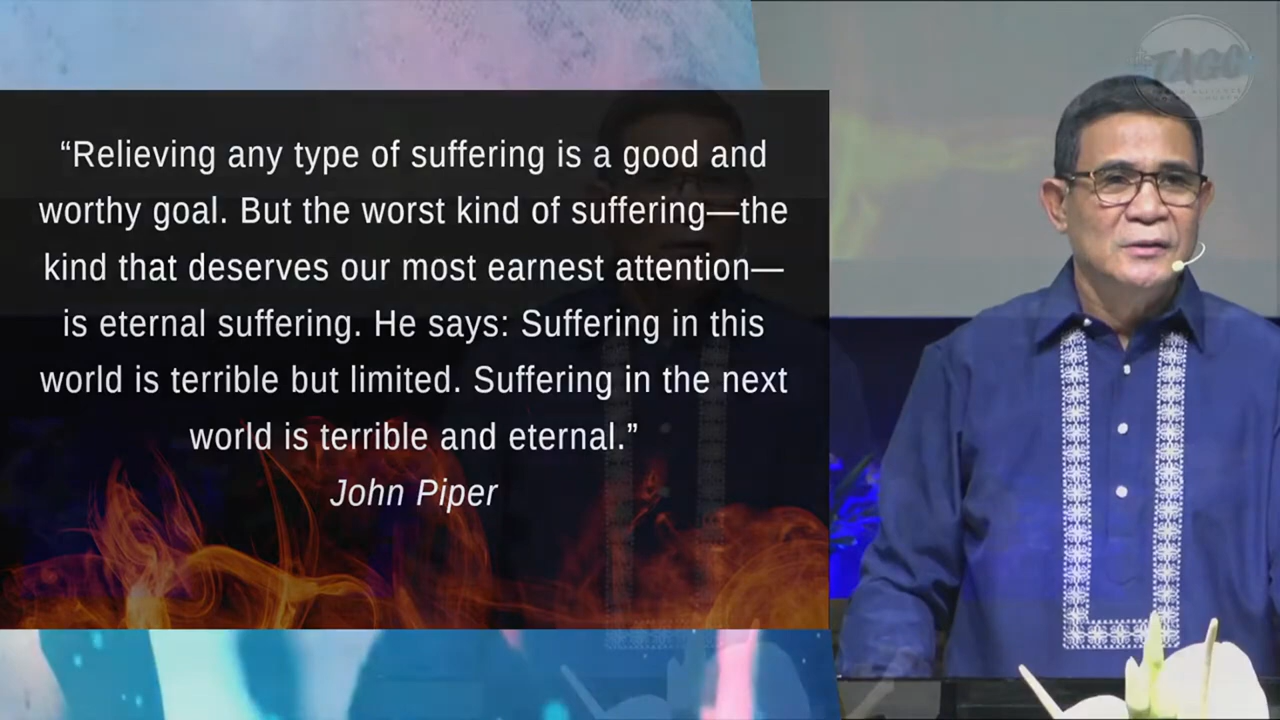 “Relieving any type of suffering is a good and
worthy goal. But the worst kind of suffering—the
kind that deserves our most earnest attention—
is eternal suffering. He says: Suffering in this
world is terrible but limited. Suffering in the next
world is terrible and eternal.”
John Piper
TAGC